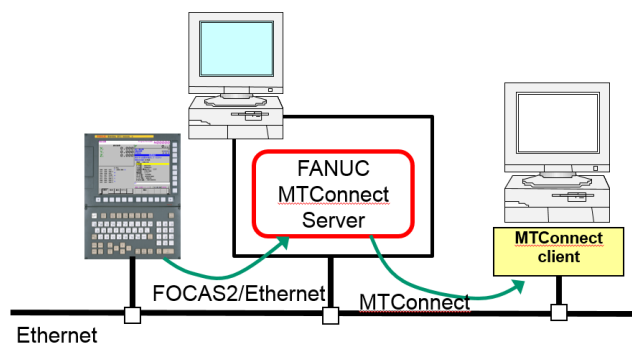 FANUC
MTConnect
Server
MTConnect
client
FOCAS2/Ethernet
MTConnect
Ethernet